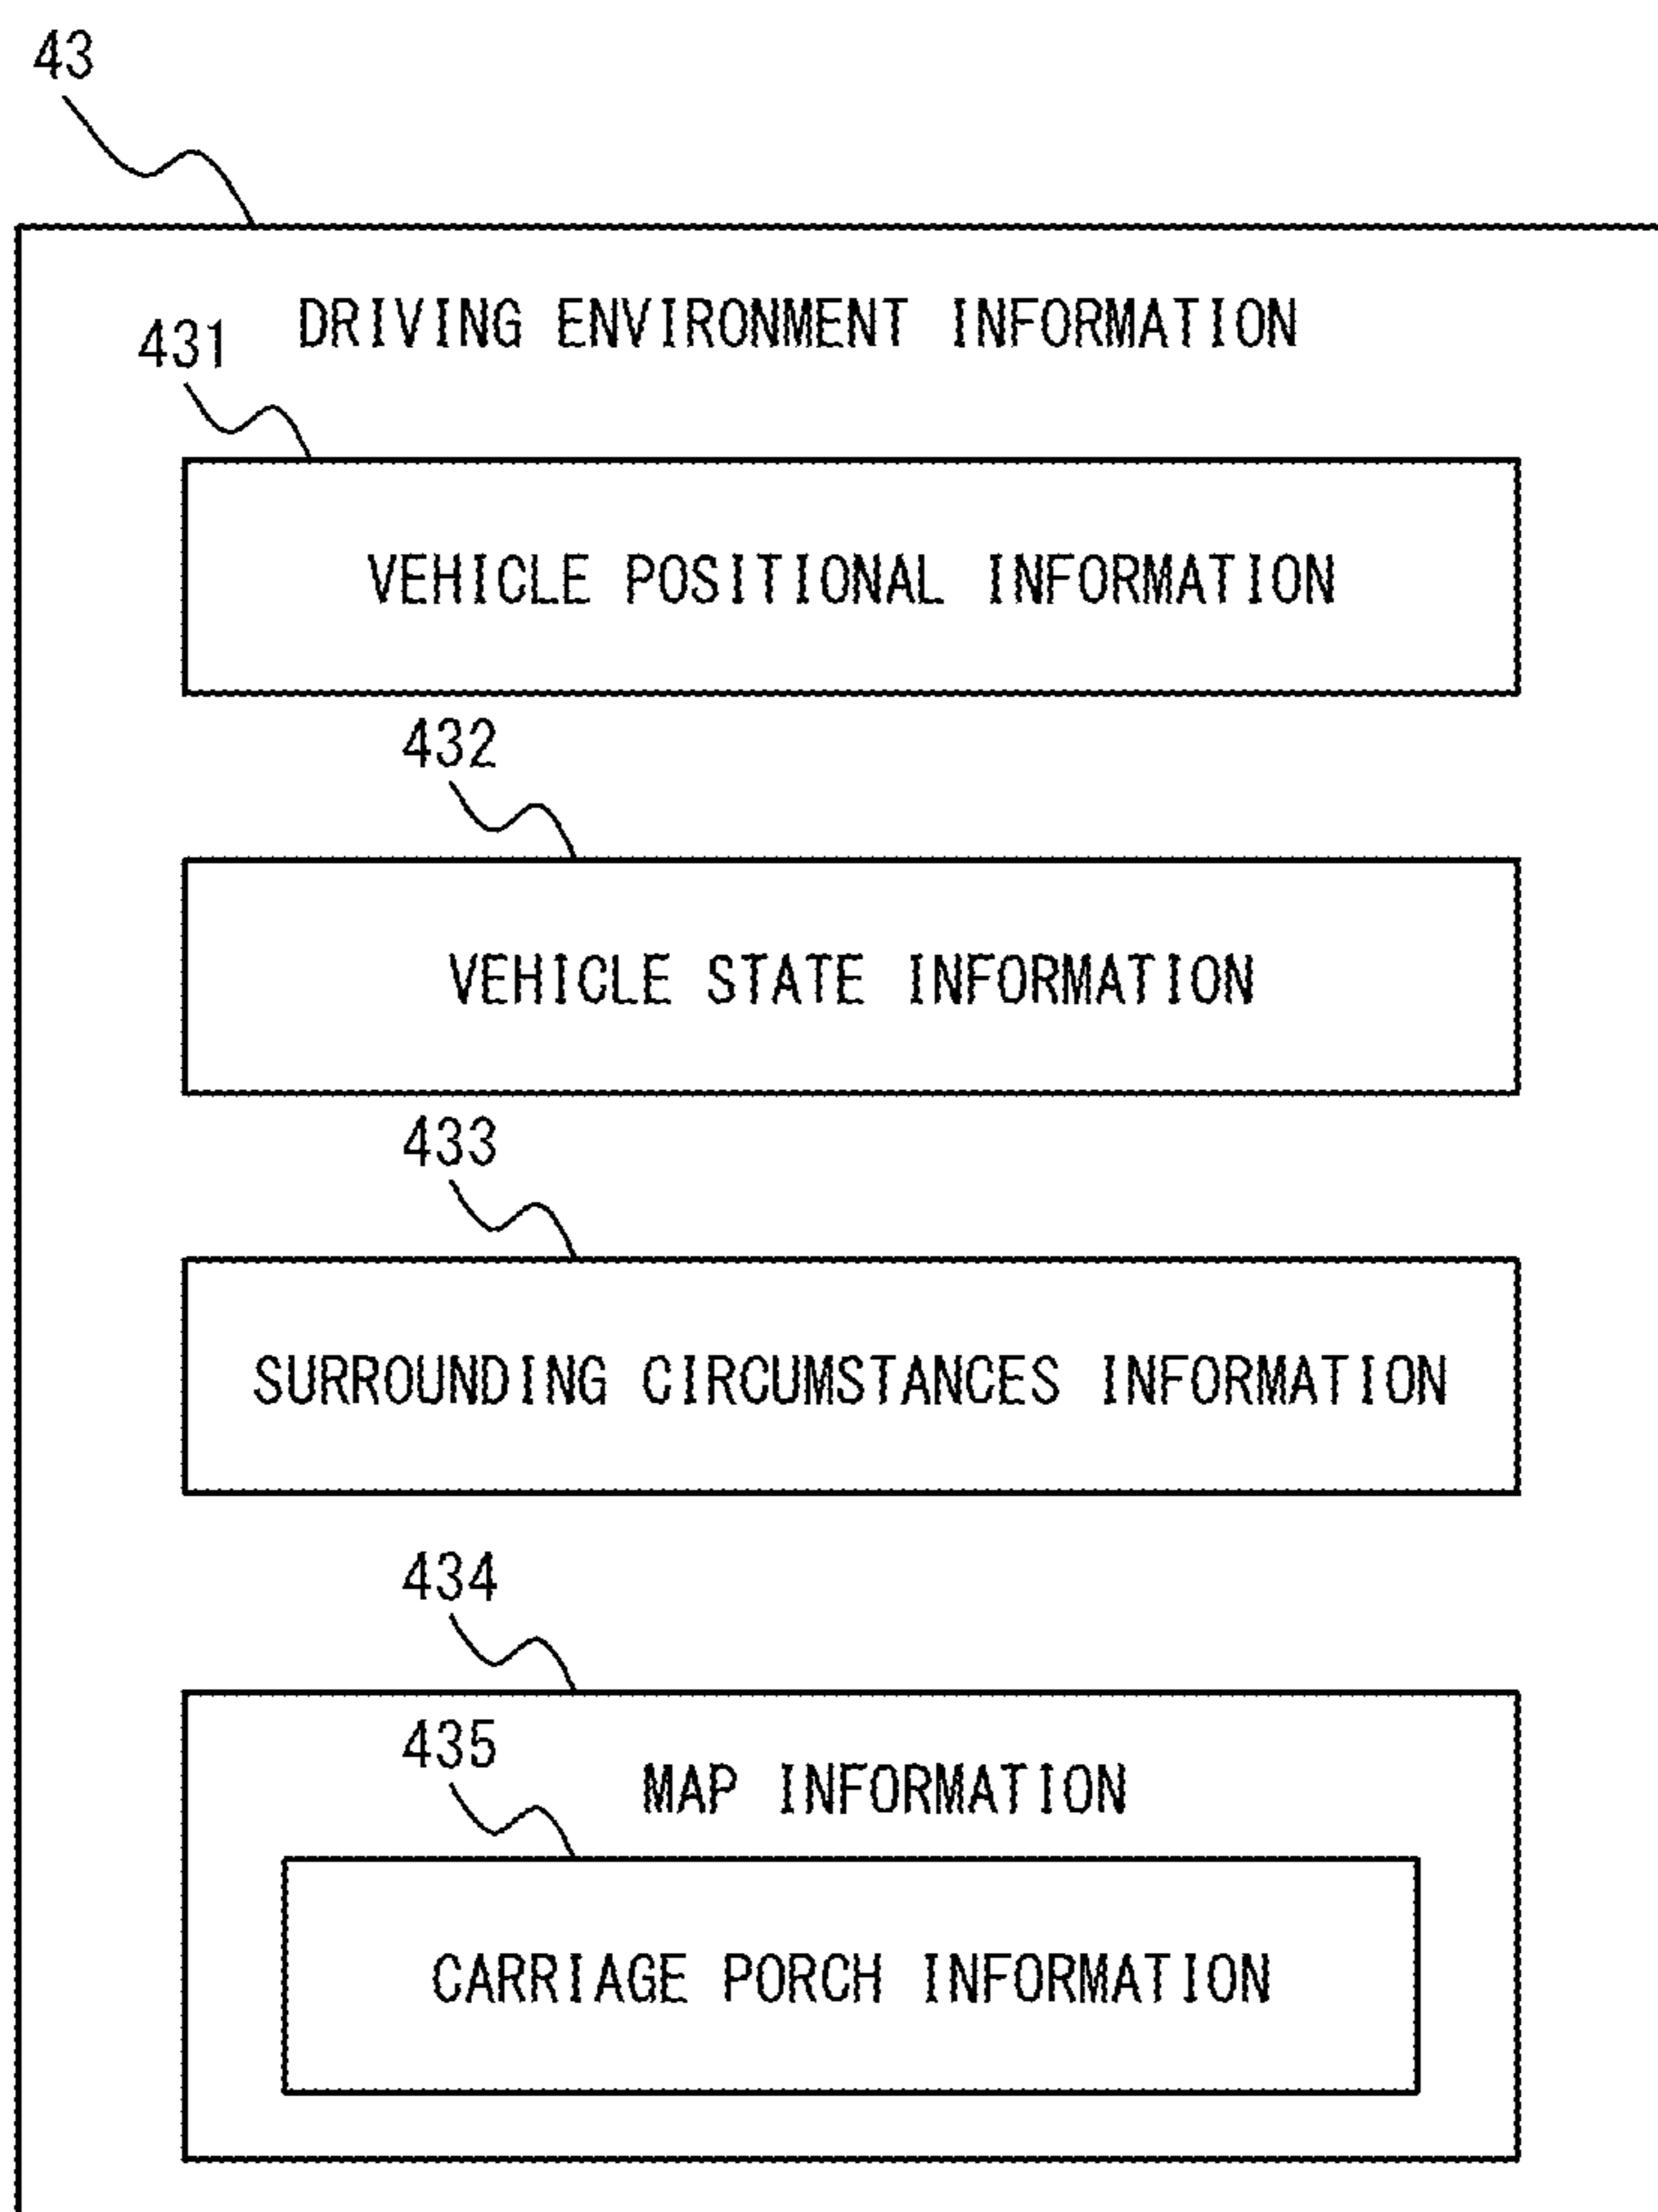 43
DRIVING ENVIRONMENT INFORMATION
431
VEHICLE POSITIONAL INFORMATION
432
VEHICLE STATE INFORMATION
433
SURROUNDING CIRCUMSTANCES INFORMATION
434
435
MAP INFORMATION
CARRIAGE PORCH INFORMATION